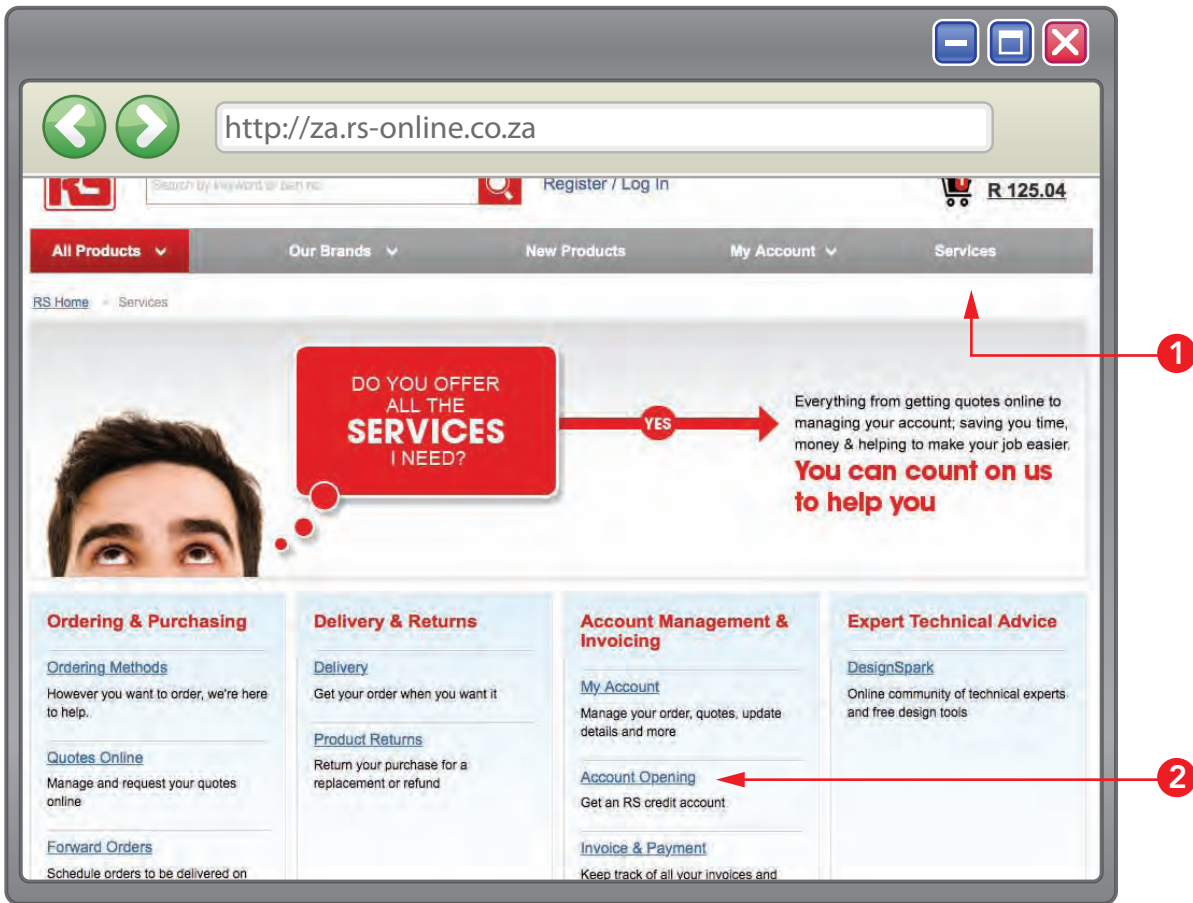 http://za.rs-online.co.za
RS
Search by keyword or part no.
Register / Log In
R 125.04
All Products
Our Brands
New Products
My Account
Services
RS Home
Services
DO YOU OFFER
ALL THE
SERVICES
I NEED?
YES
Everything from getting quotes online to
managing your account; saving you time,
money & helping to make your job easier.
You can count on us
to help you
1
Ordering & Purchasing
Ordering Methods
However you want to order, we're here
to help.
Quotes Online
Manage and request your quotes
online
Forward Orders
Schedule orders to be delivered on
Delivery & Returns
Delivery
Get your order when you want it
Product Returns
Return your purchase for a
replacement or refund
Account Management &
Invoicing
My Account
Manage your order, quotes, update
details and more
Account Opening
Get an RS credit account
Invoice & Payment
Keep track of all your invoices and
Expert Technical Advice
DesignSpark
Online community of technical experts
and free design tools
2